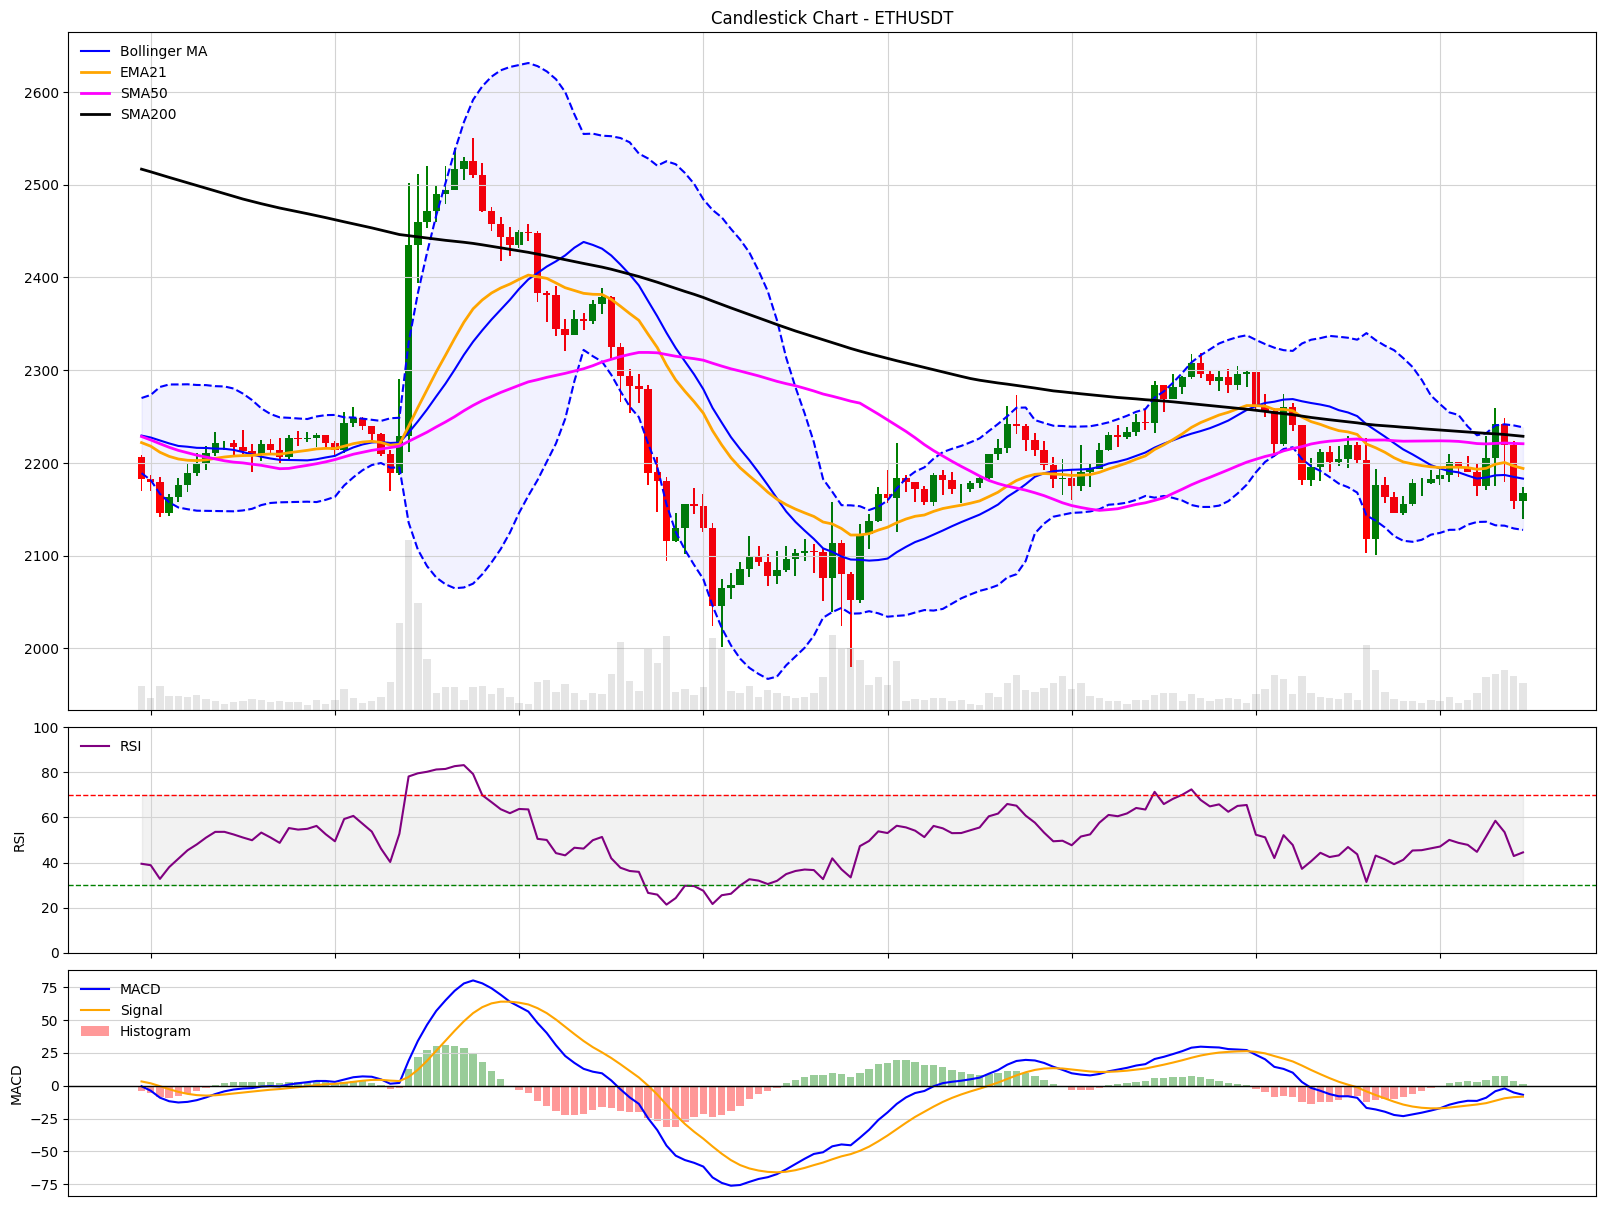 Candlestick Chart - ETHUSDT
Bollinger MA
EMA21
SMA50
SMA200
2600
2500
2400
2300
2200
2100
2000
RSI
100
80
60
40
20
0
RSI
MACD
Signal
Histogram
75
50
25
0
−25
−50
−75
MACD